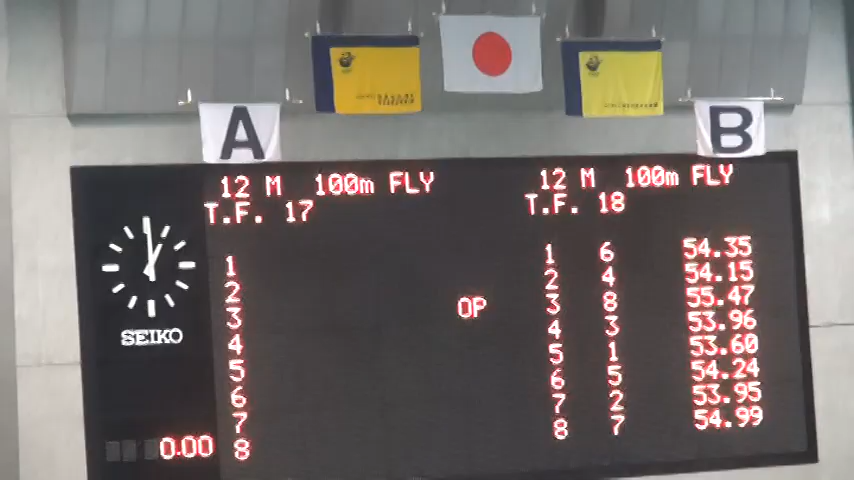 A
B
12 M 100m FLY
T.F. 17
1
2
3 OP
4
5
6
7
8
SEIKO
0.00
12 M 100m FLY
T.F. 18
1 6 54.35
2 4 54.15
3 8 55.47
4 3 53.96
5 1 53.60
6 5 54.24
7 2 53.95
8 7 54.99